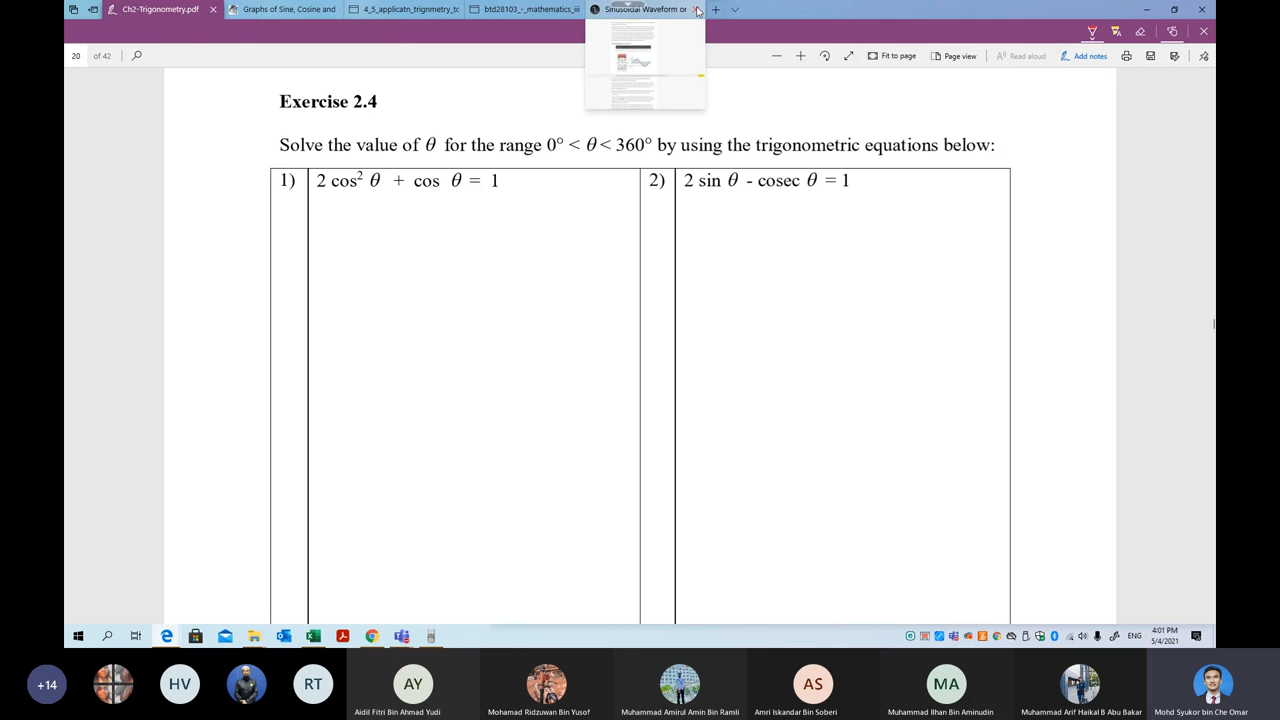 Ch2-Trigonometry.pdf
Graphs of Sine, Cosine and
4_5_applicatn_trignmetry_tc
btd28103_-_mathematics_iii
Sinusoidal Waveform or
20 of 42
Fit to page
Page view
Read aloud
Add notes
Exercise 2.4
Solve the value of θ for the range 0° < θ < 360° by using the trigonometric equations below:
1) 2 cos² θ + cos θ = 1
2) 2 sin θ - cosec θ = 1
ENG
4:01 PM
5/4/2021
+14
HV
RT
AY
AS
MA
Aidil Fitri Bin Ahmad Yudi
Mohamad Ridzuwan Bin Yusof
Muhammad Amirul Amin Bin Ramli
Amri Iskandar Bin Soberi
Muhammad Ilhan Bin Aminudin
Muhammad Arif Haikal B Abu Bakar
Mohd Syukor bin Che Omar